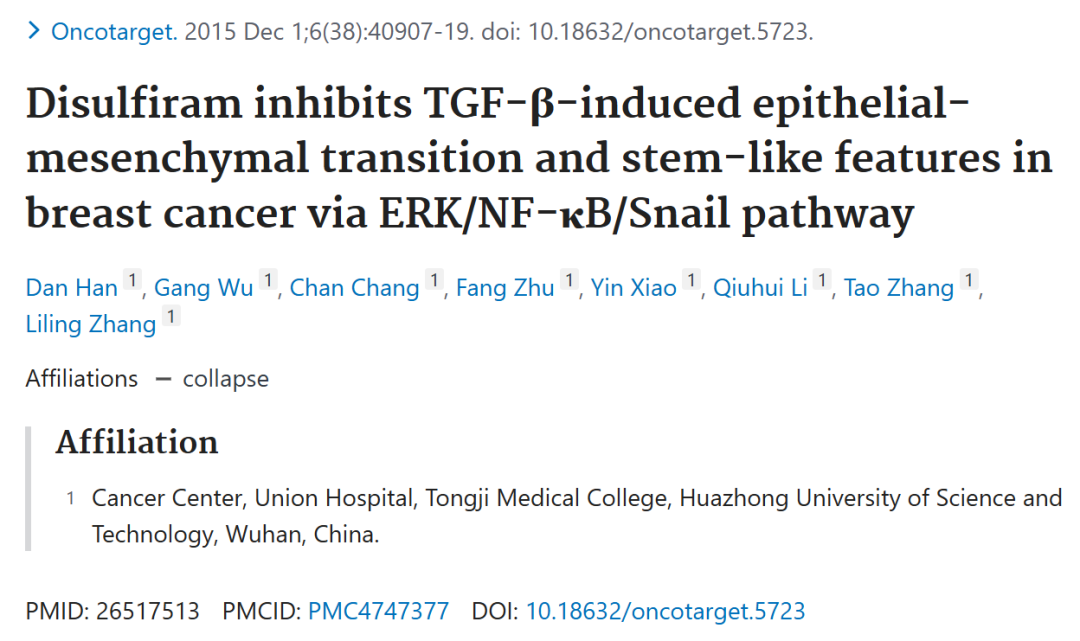 > Oncotarget. 2015 Dec 1;6(38):40907-19. doi: 10.18632/oncotarget.5723.
Disulfiram inhibits TGF-β-induced epithelial-
mesenchymal transition and stem-like features in
breast cancer via ERK/NF-κB/Snail pathway
Dan Han 1, Gang Wu 1, Chan Chang 1, Fang Zhu 1, Yin Xiao 1, Qiuhui Li 1, Tao Zhang 1,
Liling Zhang 1
Affiliations — collapse
Affiliation
1 Cancer Center, Union Hospital, Tongji Medical College, Huazhong University of Science and
Technology, Wuhan, China.
PMID: 26517513 PMCID: PMC4747377 DOI: 10.18632/oncotarget.5723